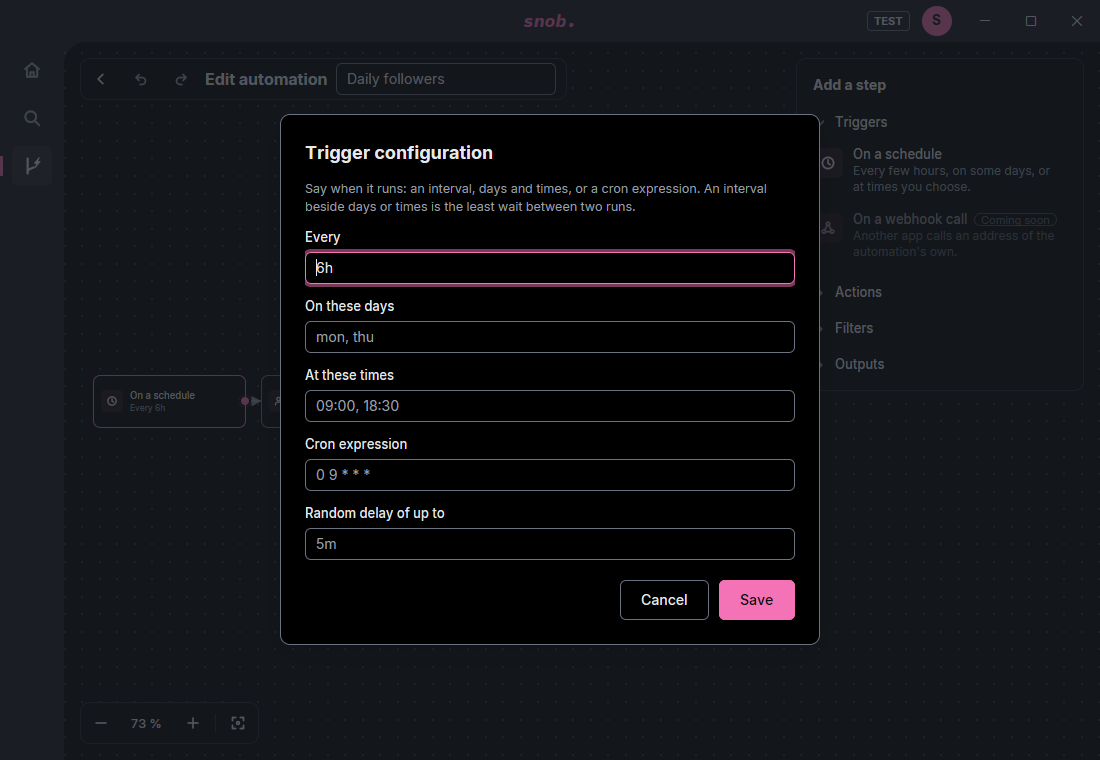 snob.
TEST
S
Edit automation
Daily followers
Add a step
Triggers
On a schedule
Every few hours, on some days, or
at times you choose.
On a webhook call
Coming soon
Another app calls an address of the
automation's own.
Actions
Filters
Outputs
On a schedule
Every 6h
Trigger configuration
Say when it runs: an interval, days and times, or a cron expression. An interval
beside days or times is the least wait between two runs.
Every
6h
On these days
mon, thu
At these times
09:00, 18:30
Cron expression
0 9 * * *
Random delay of up to
5m
Cancel
Save
73 %